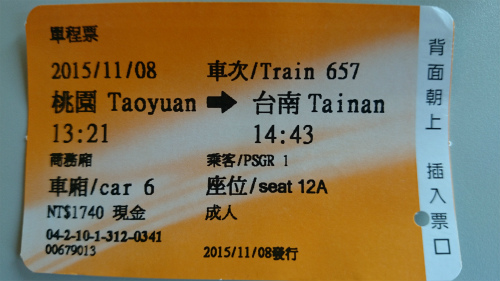 單程票
2015/11/08 車次/Train 657
桃園 Taoyuan → 台南 Tainan
13:21 14:43
商務廂 乘客/PSGR 1
車廂/car 6 座位/seat 12A
NT$1740 現金 成人
04-2-10-1-312-0341
00679013 2015/11/08發行
背面朝上 插入票口